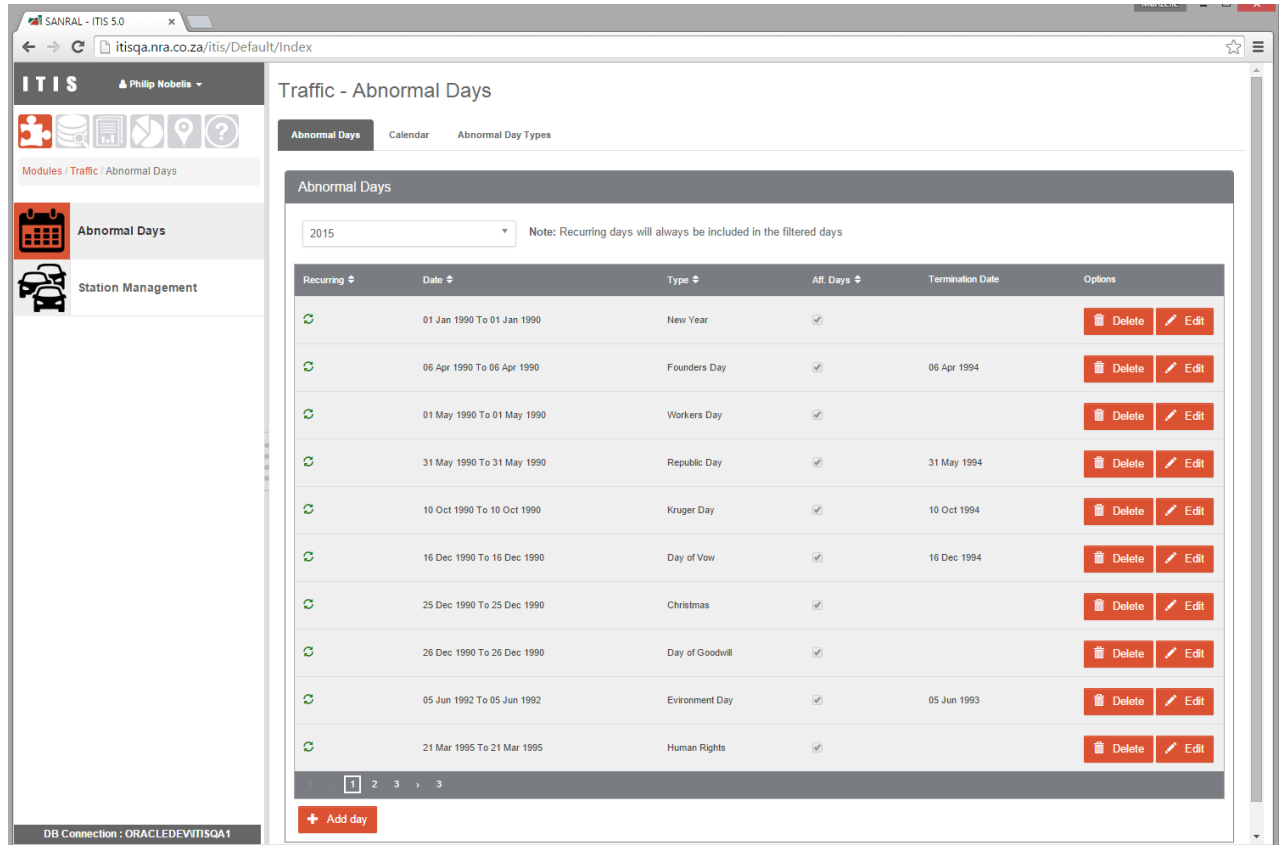 SANRAL - ITIS 5.0
itisqa.nra.co.za/itis/Default/Index
ITIS Philip Nobelis
Modules / Traffic / Abnormal Days
Abnormal Days
Station Management
DB Connection : ORACLEDEV\ITISQA1
Traffic - Abnormal Days
Abnormal Days Calendar Abnormal Day Types
Abnormal Days
2015 Note: Recurring days will always be included in the filtered days
Recurring Date Type Aff. Days Termination Date Options
01 Jan 1990 To 01 Jan 1990 New Year Delete Edit
06 Apr 1990 To 06 Apr 1990 Founders Day 06 Apr 1994 Delete Edit
01 May 1990 To 01 May 1990 Workers Day Delete Edit
31 May 1990 To 31 May 1990 Republic Day 31 May 1994 Delete Edit
10 Oct 1990 To 10 Oct 1990 Kruger Day 10 Oct 1994 Delete Edit
16 Dec 1990 To 16 Dec 1990 Day of Vow 16 Dec 1994 Delete Edit
25 Dec 1990 To 25 Dec 1990 Christmas Delete Edit
26 Dec 1990 To 26 Dec 1990 Day of Goodwill Delete Edit
05 Jun 1992 To 05 Jun 1992 Evironment Day 05 Jun 1993 Delete Edit
21 Mar 1995 To 21 Mar 1995 Human Rights Delete Edit
1 2 3 › 3
+ Add day